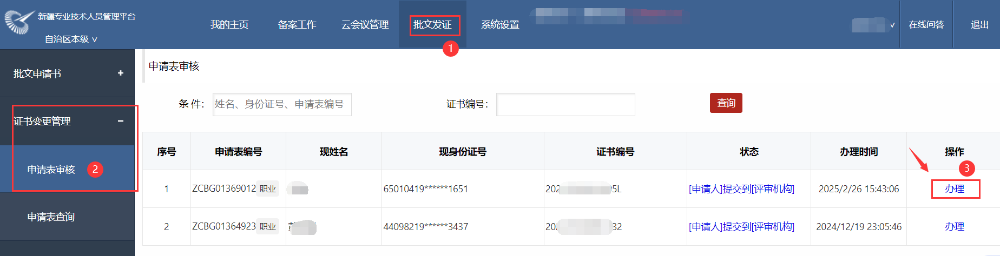 新疆专业技术人员管理平台
自治区本级 ∨
我的主页 备案工作 云会议管理 批文发证 系统设置 在线问答 退出
1
批文申请书 +
证书变更管理 −
申请表审核 2
申请表查询
申请表审核
条 件: 姓名、身份证号、申请表编号 证书编号: 查询
序号 申请表编号 现姓名 现身份证号 证书编号 状态 办理时间 操作
3
1 ZCBG01369012 职业 65010419******1651 202 95L [申请人]提交到[评审机构] 2025/2/26 15:43:06 办理
2 ZCBG01364923 职业 44098219******3437 202 32 [申请人]提交到[评审机构] 2024/12/19 23:05:46 办理